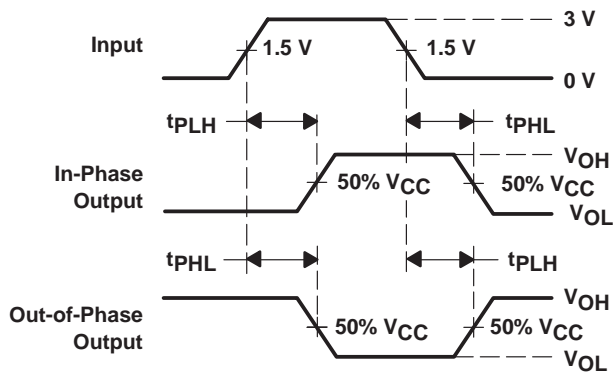 3 V
Input
1.5 V
1.5 V
0 V
tPLH
tPHL
VOH
In-Phase
Output
50% VCC
50% VCC
VOL
tPHL
tPLH
VOH
Out-of-Phase
Output
50% VCC
50% VCC
VOL